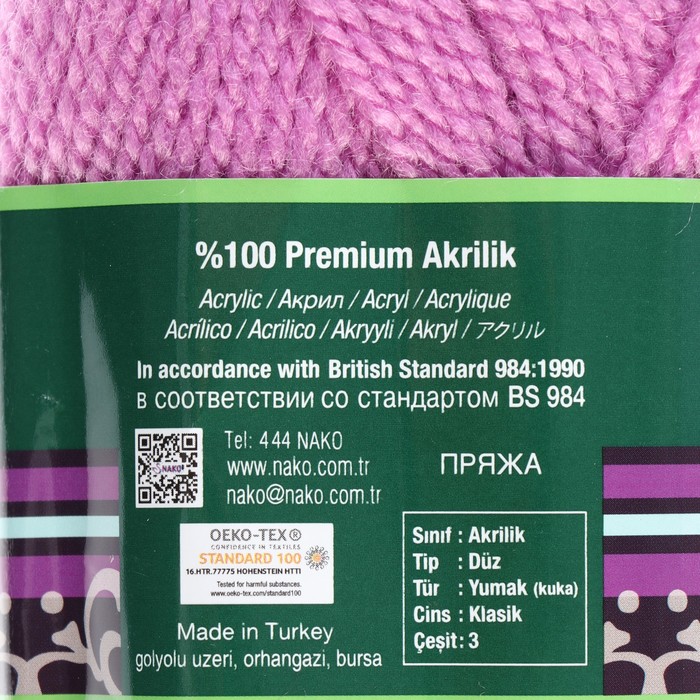 %100 Premium Akrilik
Acrylic / Акрил / Acryl / Acrylique
Acrílico / Acrilico / Akryyli / Akryl / アクリル
In accordance with British Standard 984:1990
в соответствии со стандартом BS 984
NAKO
Tel: 444 NAKO
www.nako.com.tr
nako@nako.com.tr
ПРЯЖА
OEKO-TEX®
CONFIDENCE IN TEXTILES
STANDARD 100
16.HTR.77775 HOHENSTEIN HTTI
Tested for harmful substances.
www.oeko-tex.com/standard100
Sınıf : Akrilik
Tip : Düz
Tür : Yumak (kuka)
Cins : Klasik
Çeşit : 3
Made in Turkey
golyolu uzeri, orhangazi, bursa